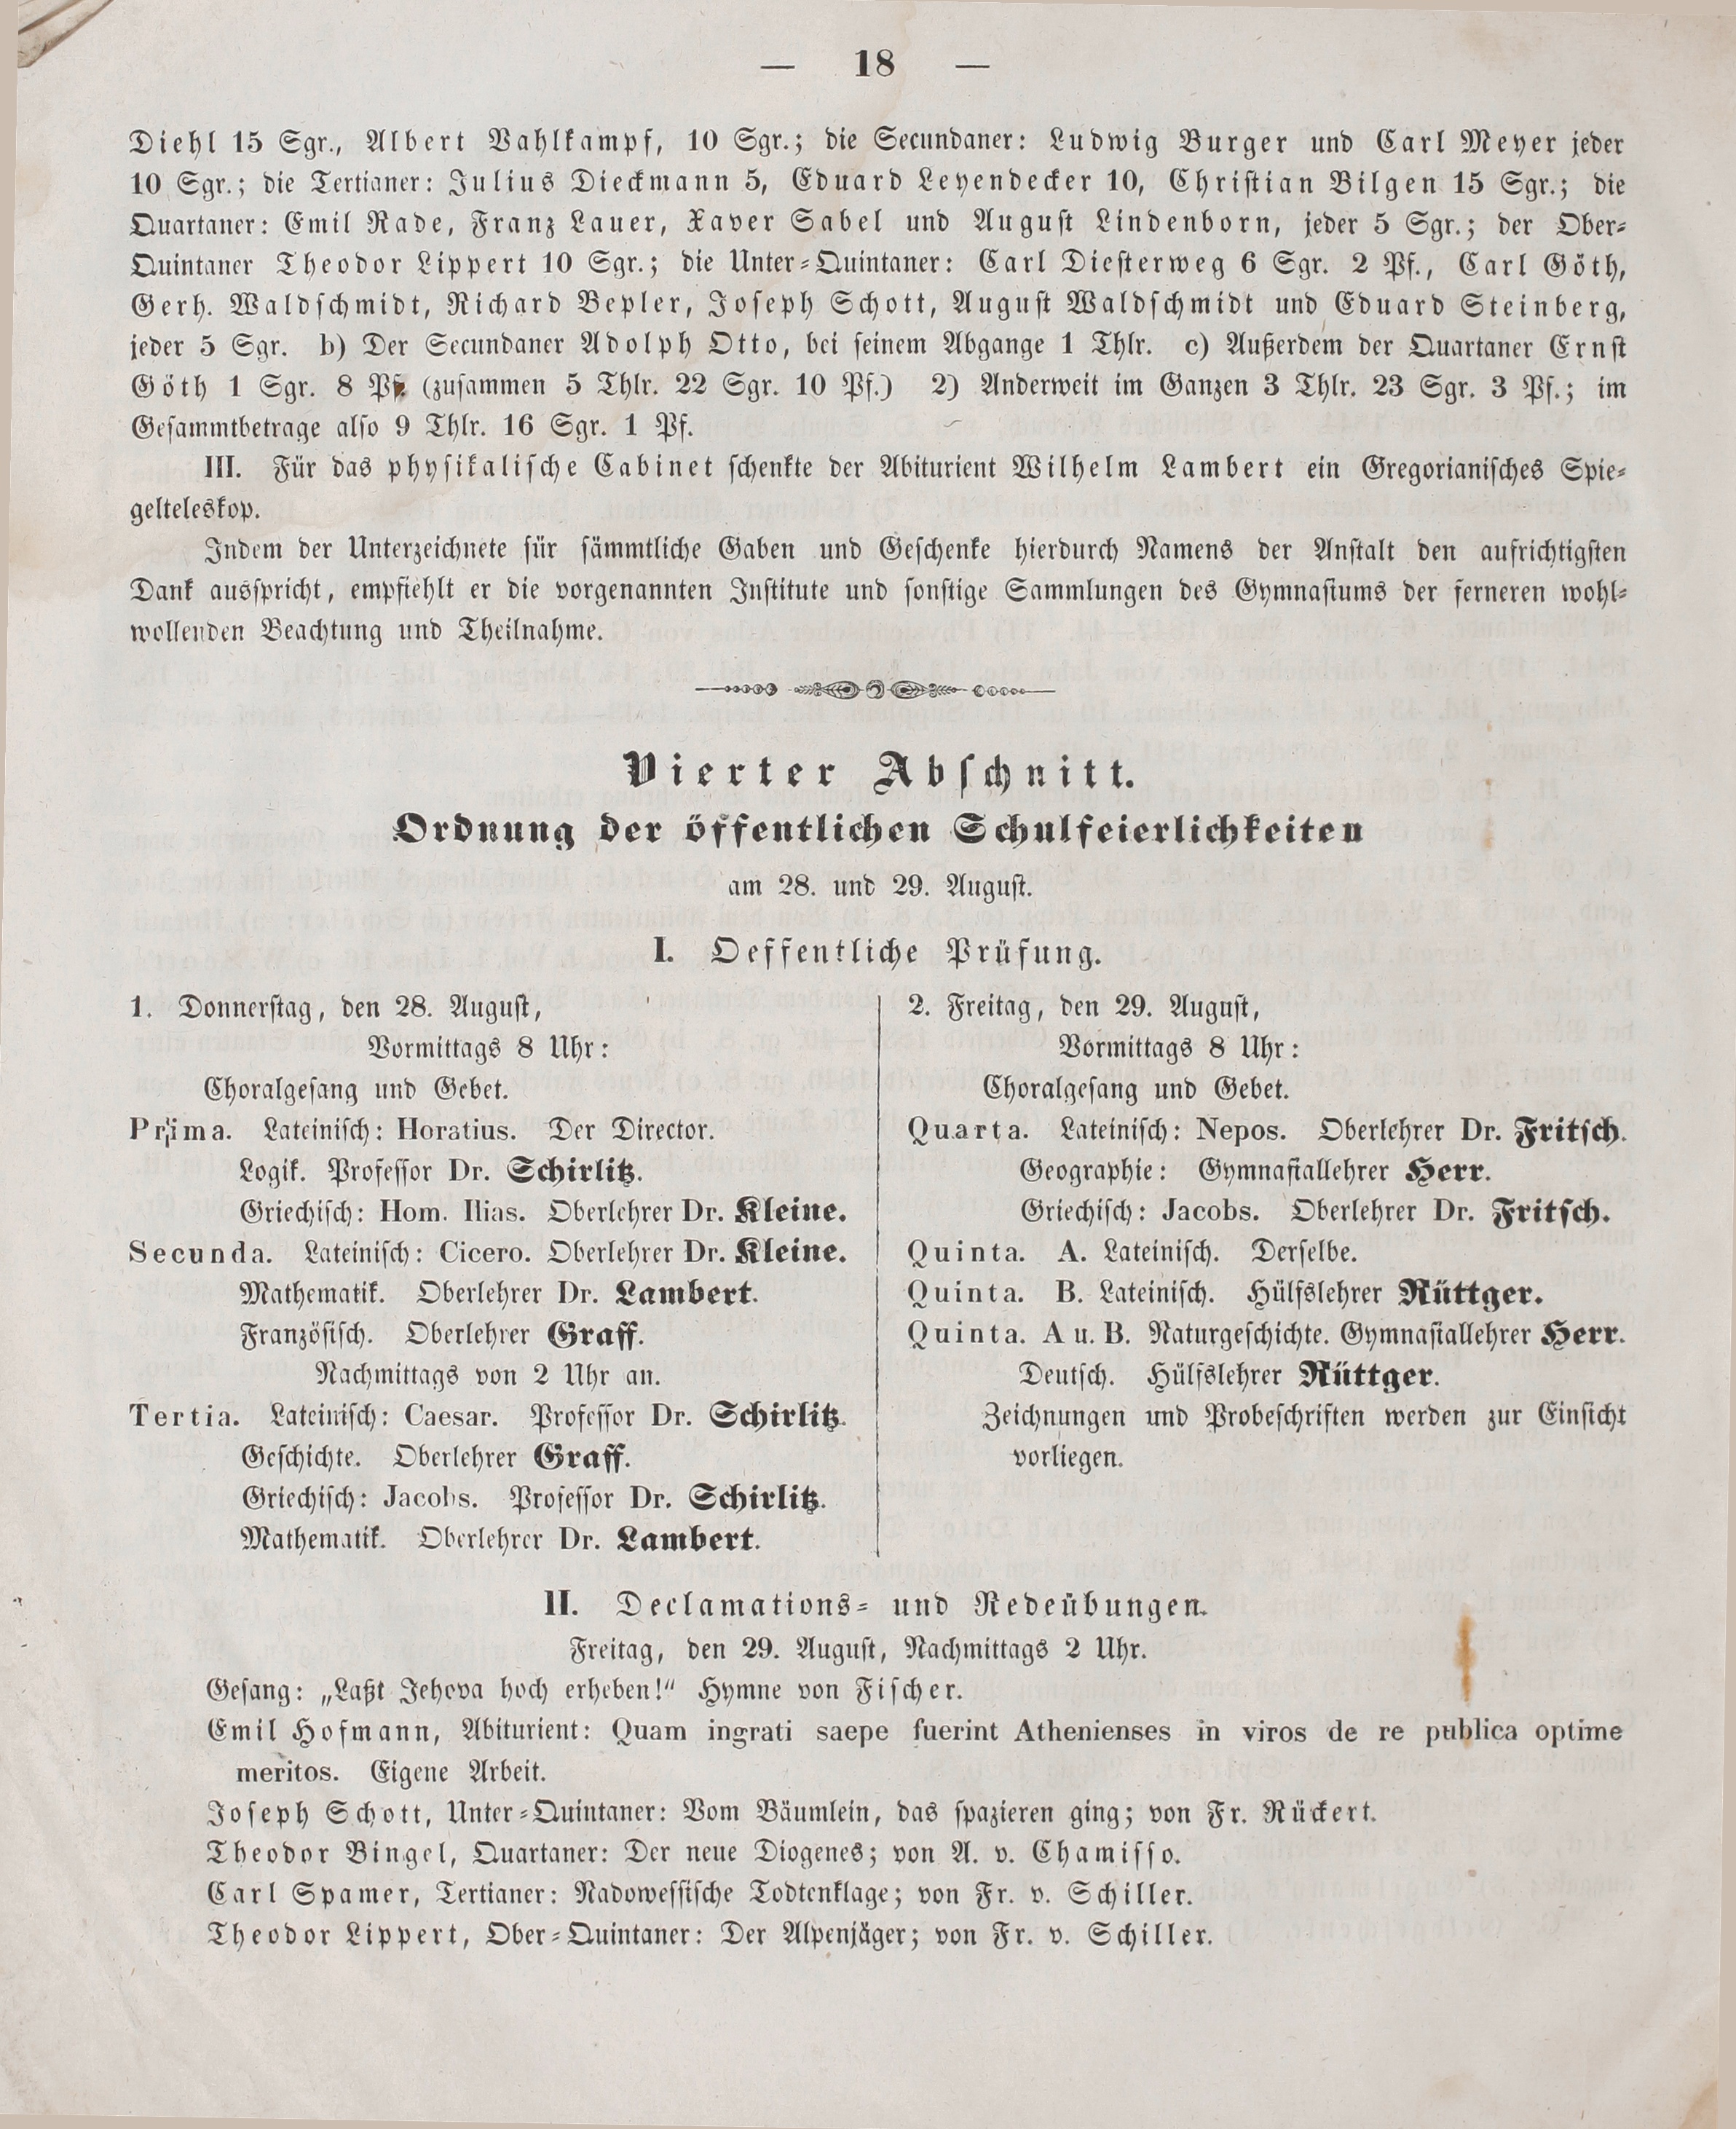 — 18 —
Diehl 15 Sgr., Albert Vahlkampf, 10 Sgr.; die Secundaner: Ludwig Burger und Carl Meyer jeder
10 Sgr.; die Tertianer: Julius Dieckmann 5, Eduard Leyendecker 10, Christian Bilgen 15 Sgr.; die
Quartaner: Emil Rade, Franz Lauer, Xaver Sabel und August Lindenborn, jeder 5 Sgr.; der Ober-
Quintaner Theodor Lippert 10 Sgr.; die Unter-Quintaner: Carl Diesterweg 6 Sgr. 2 Pf., Carl Göth,
Gerh. Waldschmidt, Richard Bepler, Joseph Schott, August Waldschmidt und Eduard Steinberg,
jeder 5 Sgr. b) Der Secundaner Adolph Otto, bei seinem Abgange 1 Thlr. c) Außerdem der Quartaner Ernst
Göth 1 Sgr. 8 Pf. (zusammen 5 Thlr. 22 Sgr. 10 Pf.) 2) Anderweit im Ganzen 3 Thlr. 23 Sgr. 3 Pf.; im
Gesammtbetrage also 9 Thlr. 16 Sgr. 1 Pf.
III. Für das physikalische Cabinet schenkte der Abiturient Wilhelm Lambert ein Gregorianisches Spie-
gelteleskop.
Indem der Unterzeichnete für sämmtliche Gaben und Geschenke hierdurch Namens der Anstalt den aufrichtigsten
Dank ausspricht, empfiehlt er die vorgenannten Institute und sonstige Sammlungen des Gymnasiums der ferneren wohl-
wollenden Beachtung und Theilnahme.
Vierter Abschnitt.
Ordnung der öffentlichen Schulfeierlichkeiten
am 28. und 29. August.
I. Oeffentliche Prüfung.
1. Donnerstag, den 28. August,
Vormittags 8 Uhr:
Choralgesang und Gebet.
Prima. Lateinisch: Horatius. Der Director.
Logik. Professor Dr. Schirlitz.
Griechisch: Hom. Ilias. Oberlehrer Dr. Kleine.
Secunda. Lateinisch: Cicero. Oberlehrer Dr. Kleine.
Mathematik. Oberlehrer Dr. Lambert.
Französisch. Oberlehrer Graff.
Nachmittags von 2 Uhr an.
Tertia. Lateinisch: Caesar. Professor Dr. Schirlitz.
Geschichte. Oberlehrer Graff.
Griechisch: Jacobs. Professor Dr. Schirlitz.
Mathematik. Oberlehrer Dr. Lambert.
2. Freitag, den 29. August,
Vormittags 8 Uhr:
Choralgesang und Gebet.
Quarta. Lateinisch: Nepos. Oberlehrer Dr. Fritsch.
Geographie: Gymnasiallehrer Herr.
Griechisch: Jacobs. Oberlehrer Dr. Fritsch.
Quinta. A. Lateinisch. Derselbe.
Quinta. B. Lateinisch. Hülfslehrer Rüttger.
Quinta. A u. B. Naturgeschichte. Gymnasiallehrer Herr.
Deutsch. Hülfslehrer Rüttger.
Zeichnungen und Probeschriften werden zur Einsicht
vorliegen.
II. Declamations- und Redeübungen.
Freitag, den 29. August, Nachmittags 2 Uhr.
Gesang: „Laßt Jehova hoch erheben!“ Hymne von Fischer.
Emil Hofmann, Abiturient: Quam ingrati saepe fuerint Athenienses in viros de re publica optime
meritos. Eigene Arbeit.
Joseph Schott, Unter-Quintaner: Vom Bäumlein, das spazieren ging; von Fr. Rückert.
Theodor Bingel, Quartaner: Der neue Diogenes; von A. v. Chamisso.
Carl Spamer, Tertianer: Nadowessische Todtenklage; von Fr. v. Schiller.
Theodor Lippert, Ober-Quintaner: Der Alpenjäger; von Fr. v. Schiller.